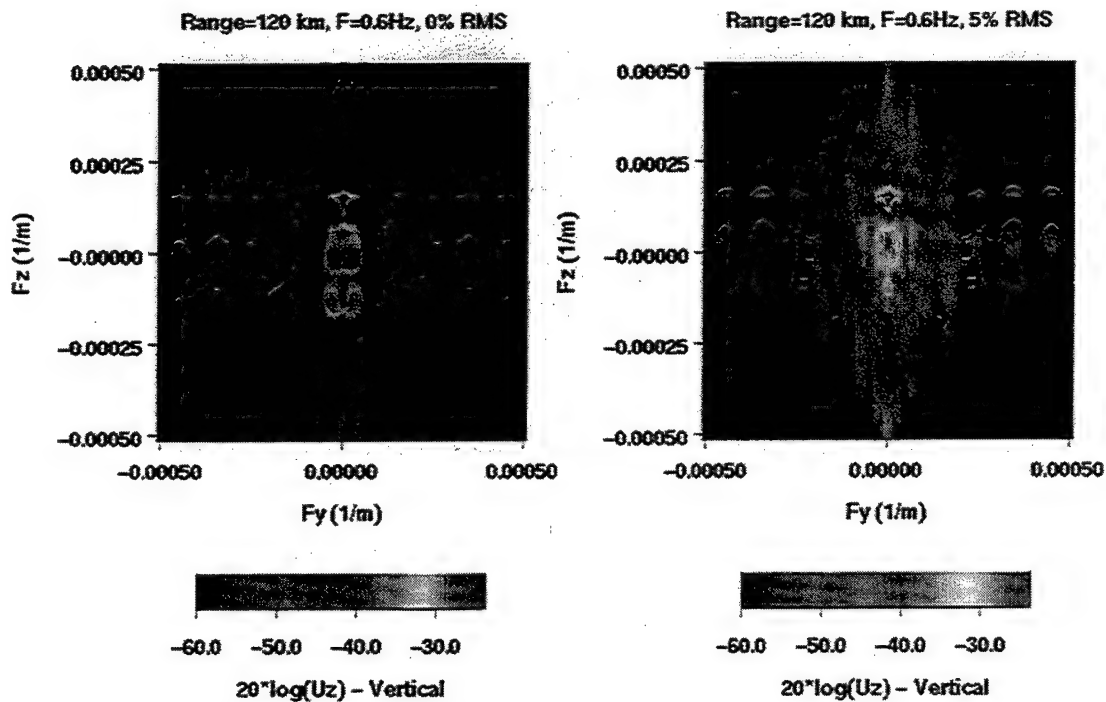 Range=120 km, F=0.6Hz, 0% RMS
0.00050
0.00025
-0.00000
-0.00025
-0.00050
Fz (1/m)
-0.00050 0.00000 0.00050
Fy (1/m)
-60.0 -50.0 -40.0 -30.0
20*log(Uz) - Vertical
Range=120 km, F=0.6Hz, 5% RMS
0.00050
0.00025
-0.00000
-0.00025
-0.00050
Fz (1/m)
-0.00050 0.00000 0.00050
Fy (1/m)
-60.0 -50.0 -40.0 -30.0
20*log(Uz) - Vertical